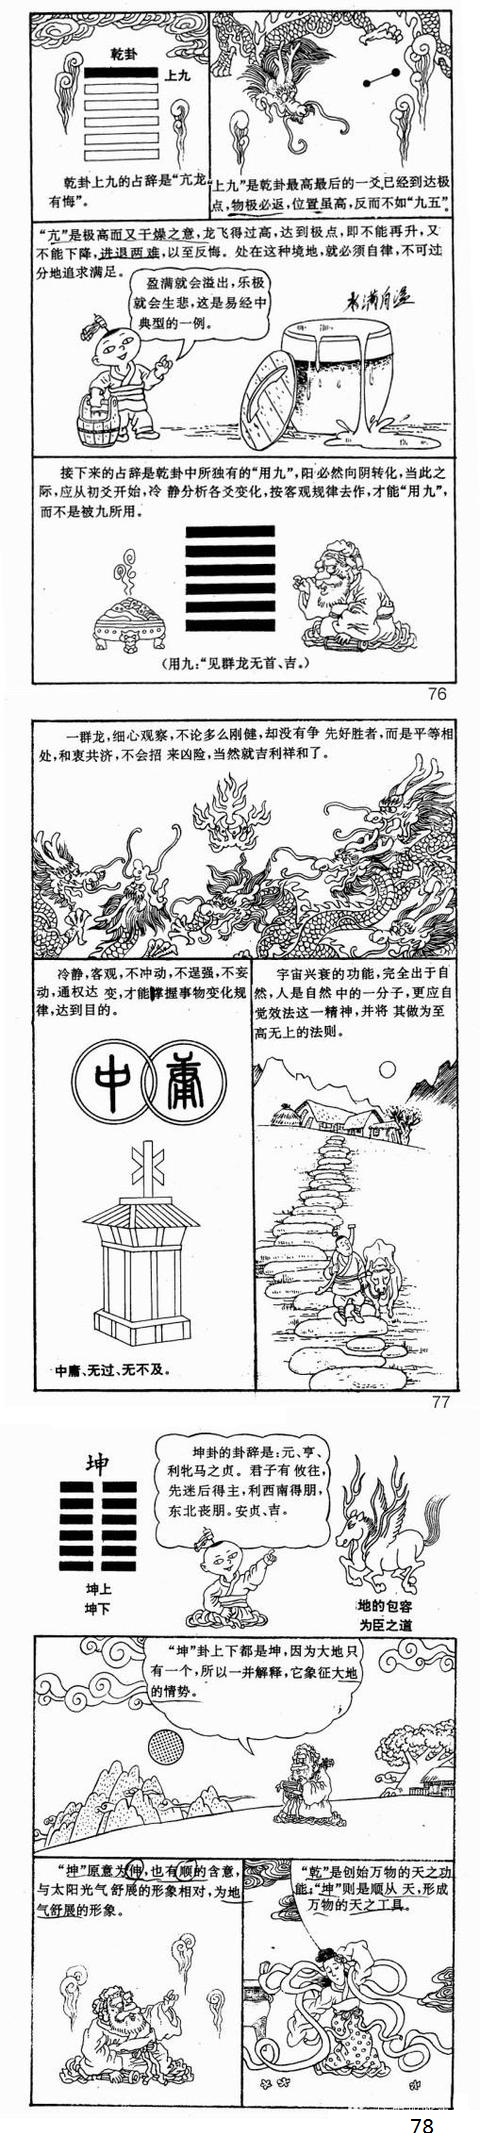 乾卦
上九
乾卦上九的占辞是“亢龙
有悔”。
“上九”是乾卦最高最后的一爻已经到达极
点，物极必返，位置虽高，反而不如“九五”。
“亢”是极高而又干燥之意，龙飞得过高，达到极点，即不能再升，又
不能下降，进退两难，以至反悔。处在这种境地，就必须自律，不可过
分地追求满足。
盈满就会溢出，乐极
就会生悲，这是易经中
典型的一例。
水满自溢
接下来的占辞是乾卦中所独有的“用九”，阳必然向阴转化，当此之
际，应从初爻开始，冷 静分析各爻变化，按客观规律去作，才能“用九”，
而不是被九所用。
（用九：“见群龙无首、吉。）
76
一群龙，细心观察，不论多么刚健，却没有争 先好胜者，而是平等相
处，和衷共济，不会招 来凶险，当然就吉利祥和了。
冷静，客观，不冲动，不逞强，不妄
动，通权达 变，才能掌握事物变化规
律，达到目的。
中庸
中庸、无过、无不及。
宇宙兴衰的功能，完全出于自
然，人是自然 中的一分子，更应自
觉效法这一精神，并将 其做为至
高无上的法则。
77
坤
坤上
坤下
坤卦的卦辞是：元、亨、
利牝马之贞。君子有 攸往，
先迷后得主，利西南得朋，
东北丧朋。安贞、吉。
地的包容
为臣之道
“坤”卦上下都是坤，因为大地只
有一个，所以一并解释，它象征大地
的情势。
“坤”原意为伸，也有顺的含意，
与太阳光气舒展的形象相对，为地
气舒展的形象。
“乾”是创始万物的天之功
能；“坤”则是顺从 天，形成
万物的天之工具。
78